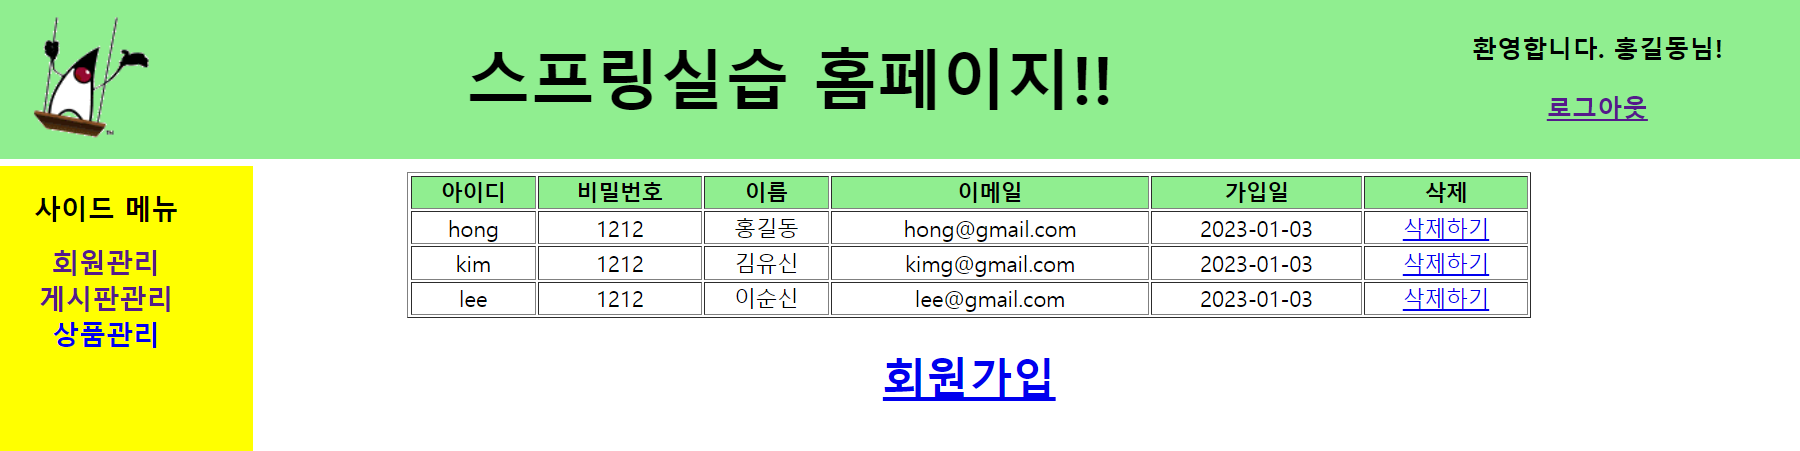 스프링실습 홈페이지!!
환영합니다. 홍길동님!
로그아웃
사이드 메뉴
회원관리
게시판관리
상품관리
아이디 비밀번호 이름 이메일 가입일 삭제
hong 1212 홍길동 hong@gmail.com 2023-01-03 삭제하기
kim 1212 김유신 kimg@gmail.com 2023-01-03 삭제하기
lee 1212 이순신 lee@gmail.com 2023-01-03 삭제하기
회원가입